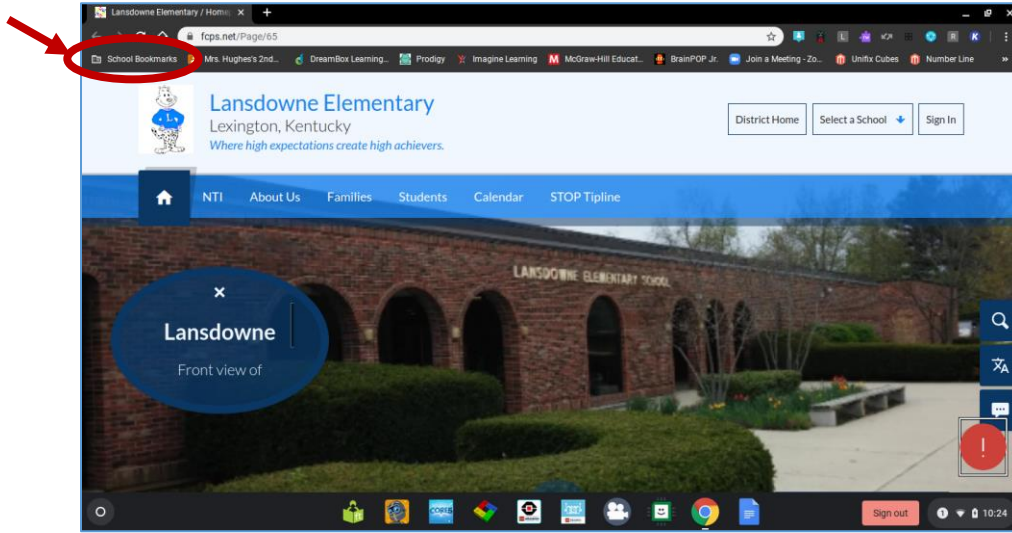 Lansdowne Elementary / Home
fcps.net/Page/65
School Bookmarks Mrs. Hughes's 2nd... DreamBox Learning... Prodigy Imagine Learning McGraw-Hill Educat... BrainPOP Jr. Join a Meeting - Zo... Unifix Cubes Number Line »
Lansdowne Elementary
Lexington, Kentucky
Where high expectations create high achievers.
District Home Select a School Sign In
NTI About Us Families Students Calendar STOP Tipline
LANSDOWNE ELEMENTARY SCHOOL
Lansdowne
Front view of
Sign out 1 10:24